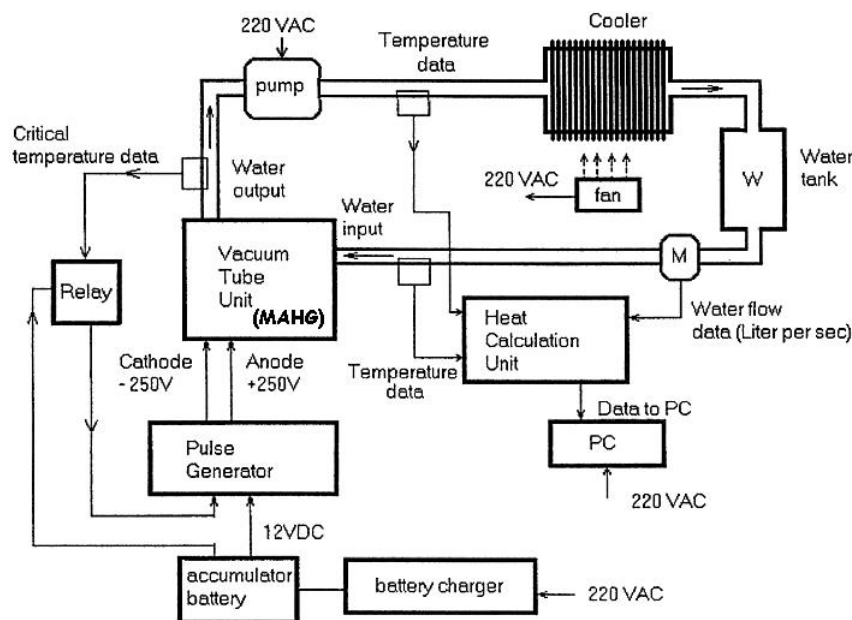 220 VAC
Cooler
pump
Temperature
data
Critical
temperature data
Water
output
220 VAC
fan
W
Water
tank
Water
input
Vacuum
Tube
Unit
(MAHG)
M
Relay
Heat
Calculation
Unit
Water flow
data (Liter per sec)
Cathode
- 250V
Anode
+250V
Temperature
data
Data to PC
Pulse
Generator
PC
220 VAC
12VDC
accumulator
battery
battery charger
220 VAC